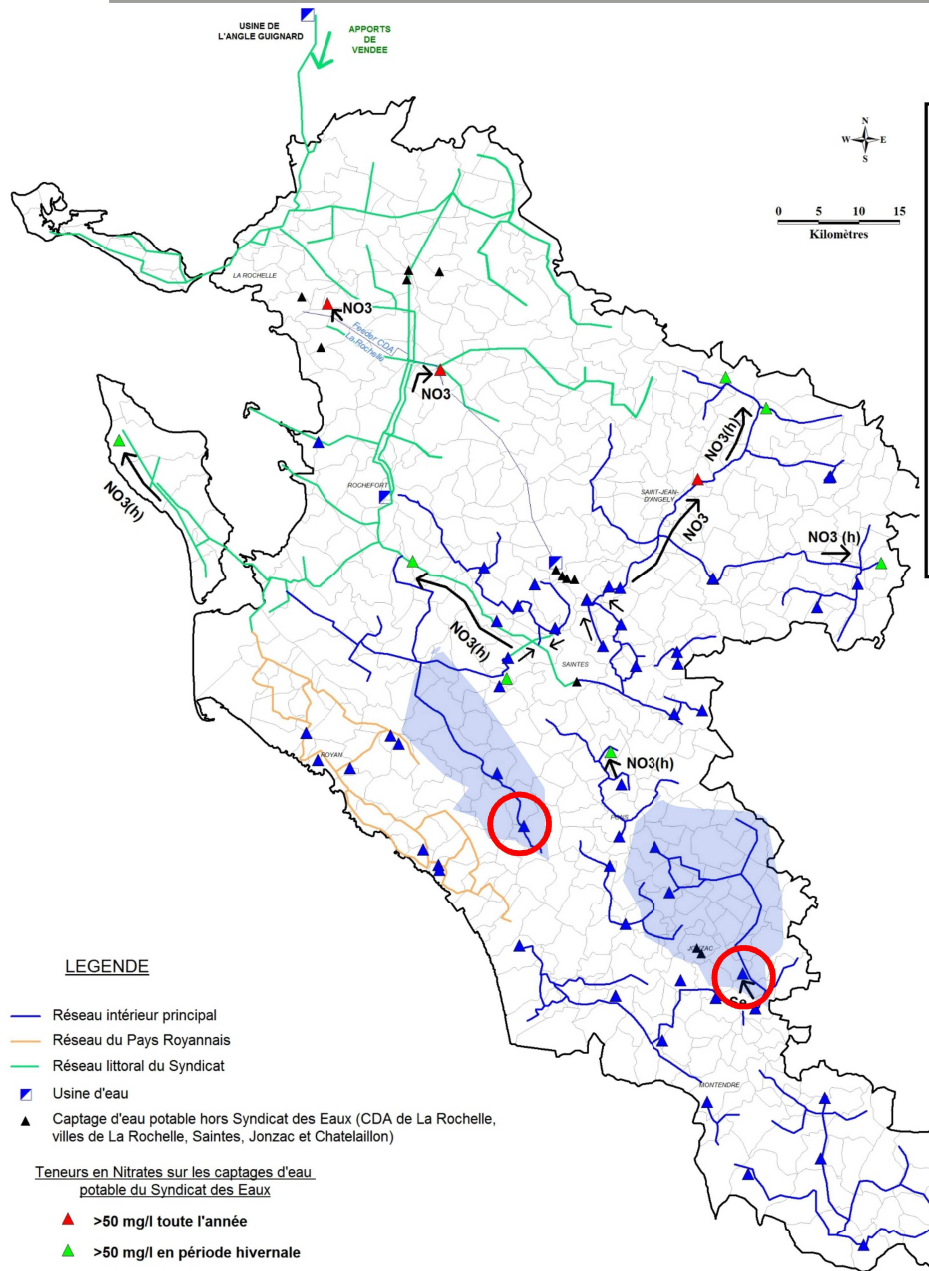 USINE DE
L'ANGLE GUIGNARD
APPORTS
DE
VENDEE
N
W E
S
0 5 10 15
Kilomètres
LA ROCHELLE
NO3
Feeder CDA
La Rochelle
NO3
NO3(h)
NO3(h)
ROCHEFORT
SAINT-JEAN-
D'ANGELY
NO3
NO3 (h)
NO3(h)
SAINTES
ROYAN
NO3(h)
PONS
JONZAC
Se
MONTENDRE
LEGENDE
Réseau intérieur principal
Réseau du Pays Royannais
Réseau littoral du Syndicat
Usine d'eau
Captage d'eau potable hors Syndicat des Eaux (CDA de La Rochelle,
villes de La Rochelle, Saintes, Jonzac et Chatelaillon)
Teneurs en Nitrates sur les captages d'eau
potable du Syndicat des Eaux
>50 mg/l toute l'année
>50 mg/l en période hivernale